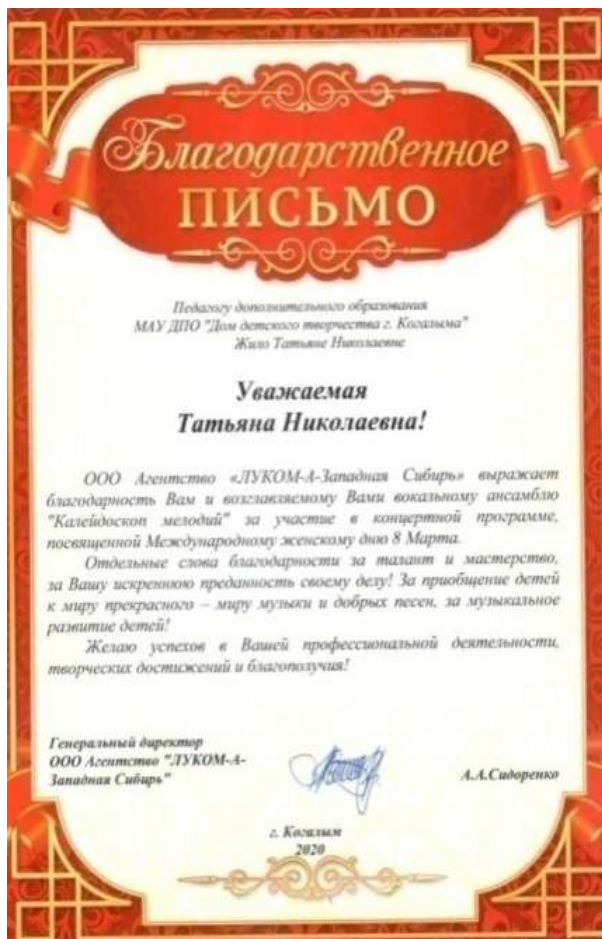 Благодарственное
ПИСЬМО
Педагогу дополнительного образования
МАУ ДПО "Дом детского творчества г. Когалыма"
Жило Татьяне Николаевне
Уважаемая
Татьяна Николаевна!
ООО Агентство «ЛУКОМ-А-Западная Сибирь» выражает
благодарность Вам и возглавляемому Вами вокальному ансамблю
"Калейдоскоп мелодий" за участие в концертной программе,
посвященной Международному женскому дню 8 Марта.
Отдельные слова благодарности за талант и мастерство,
за Вашу искреннюю преданность своему делу! За приобщение детей
к миру прекрасного – миру музыки и добрых песен, за музыкальное
развитие детей!
Желаю успехов в Вашей профессиональной деятельности,
творческих достижений и благополучия!
Генеральный директор
ООО Агентство "ЛУКОМ-А-
Западная Сибирь"
А.А.Сидоренко
г. Когалым
2020